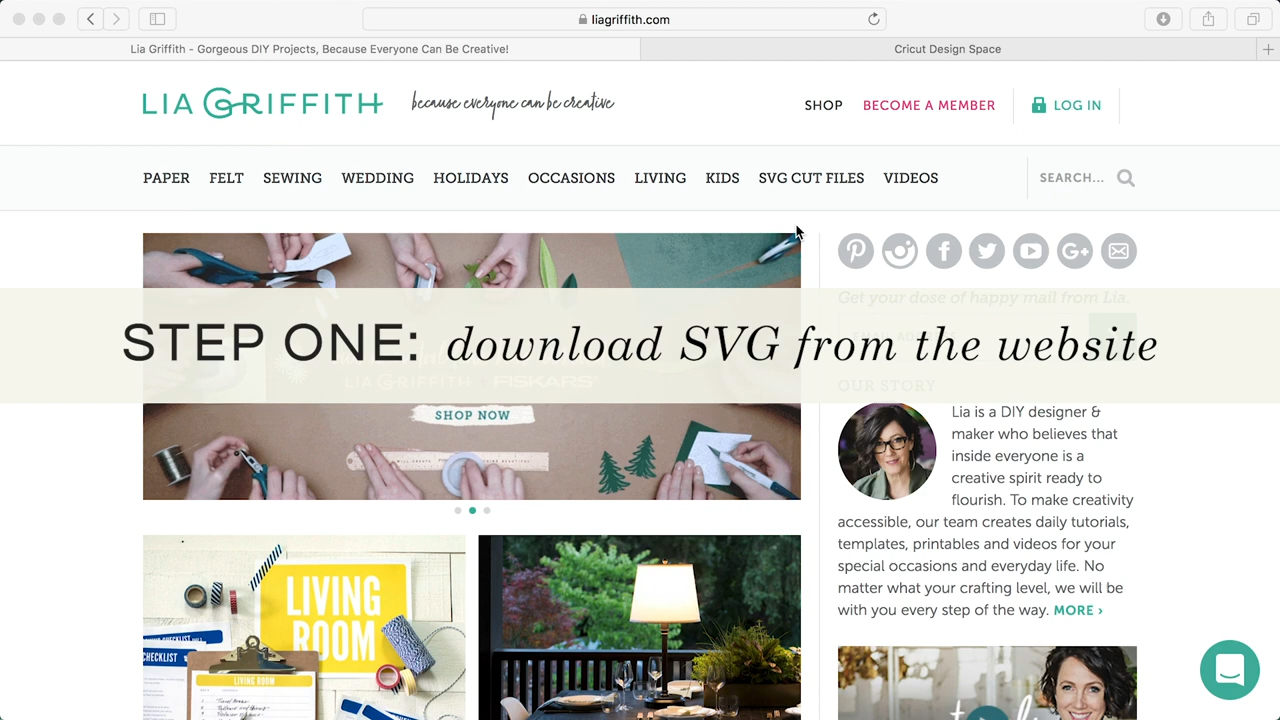 liagriffith.com
Lia Griffith - Gorgeous DIY Projects, Because Everyone Can Be Creative!
Cricut Design Space
LIA GRIFFITH
because everyone can be creative
SHOP
BECOME A MEMBER
LOG IN
PAPER
FELT
SEWING
WEDDING
HOLIDAYS
OCCASIONS
LIVING
KIDS
SVG CUT FILES
VIDEOS
SEARCH...
Get your dose of happy mail from Lia.
STEP ONE: download SVG from the website
LIA GRIFFITH + FISKARS
SHOP NOW
OUR STORY
Lia is a DIY designer &
maker who believes that
inside everyone is a
creative spirit ready to
flourish. To make creativity
accessible, our team creates daily tutorials,
templates, printables and videos for your
special occasions and everyday life. No
matter what your crafting level, we will be
with you every step of the way. MORE ›
LIVING
ROOM
CHECKLIST
LIVING ROOM